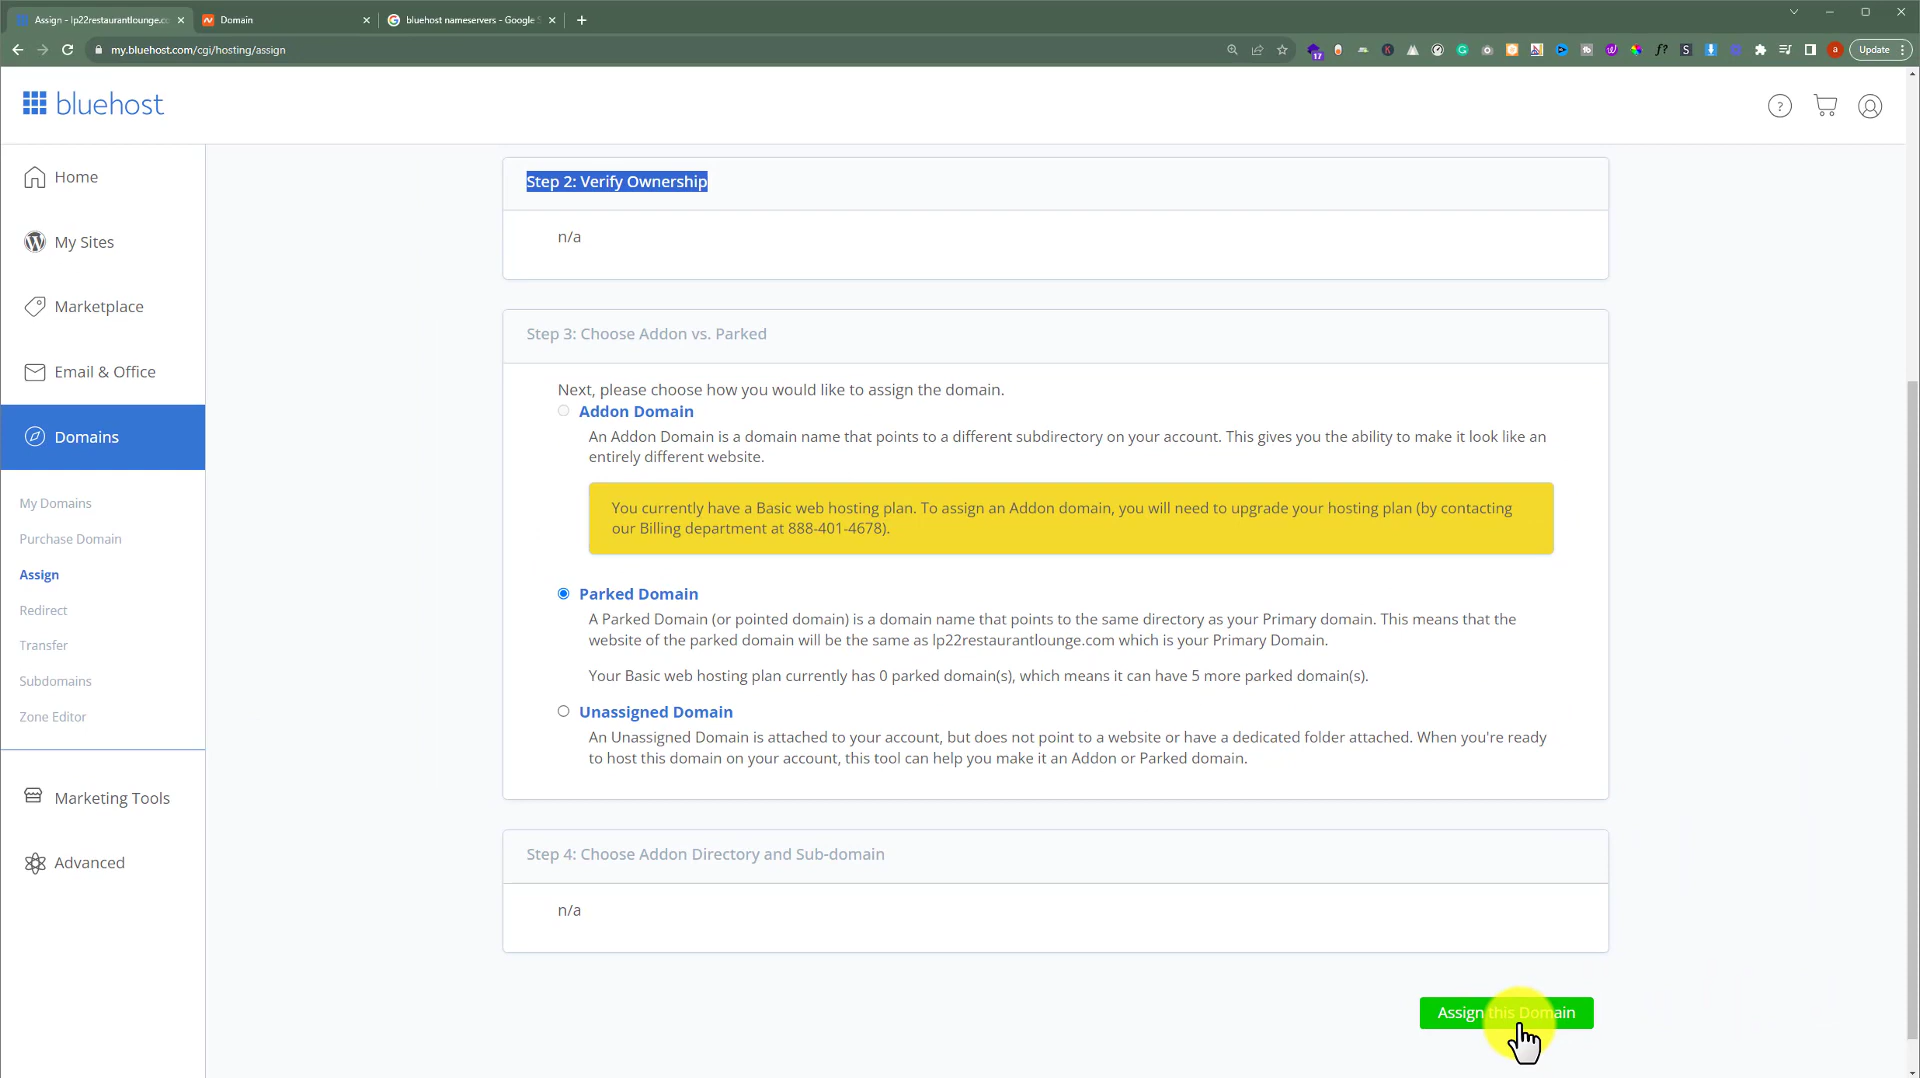 Assign - lp22restaurantlounge.co
Domain
bluehost nameservers - Google S
my.bluehost.com/cgi/hosting/assign
17
f?
S
a
Update
bluehost
?
Home
My Sites
Marketplace
Email & Office
Domains
My Domains
Purchase Domain
Assign
Redirect
Transfer
Subdomains
Zone Editor
Marketing Tools
Advanced
Step 2: Verify Ownership
n/a
Step 3: Choose Addon vs. Parked
Next, please choose how you would like to assign the domain.
Addon Domain
An Addon Domain is a domain name that points to a different subdirectory on your account. This gives you the ability to make it look like an
entirely different website.
You currently have a Basic web hosting plan. To assign an Addon domain, you will need to upgrade your hosting plan (by contacting
our Billing department at 888-401-4678).
Parked Domain
A Parked Domain (or pointed domain) is a domain name that points to the same directory as your Primary domain. This means that the
website of the parked domain will be the same as lp22restaurantlounge.com which is your Primary Domain.
Your Basic web hosting plan currently has 0 parked domain(s), which means it can have 5 more parked domain(s).
Unassigned Domain
An Unassigned Domain is attached to your account, but does not point to a website or have a dedicated folder attached. When you're ready
to host this domain on your account, this tool can help you make it an Addon or Parked domain.
Step 4: Choose Addon Directory and Sub-domain
n/a
Assign this Domain